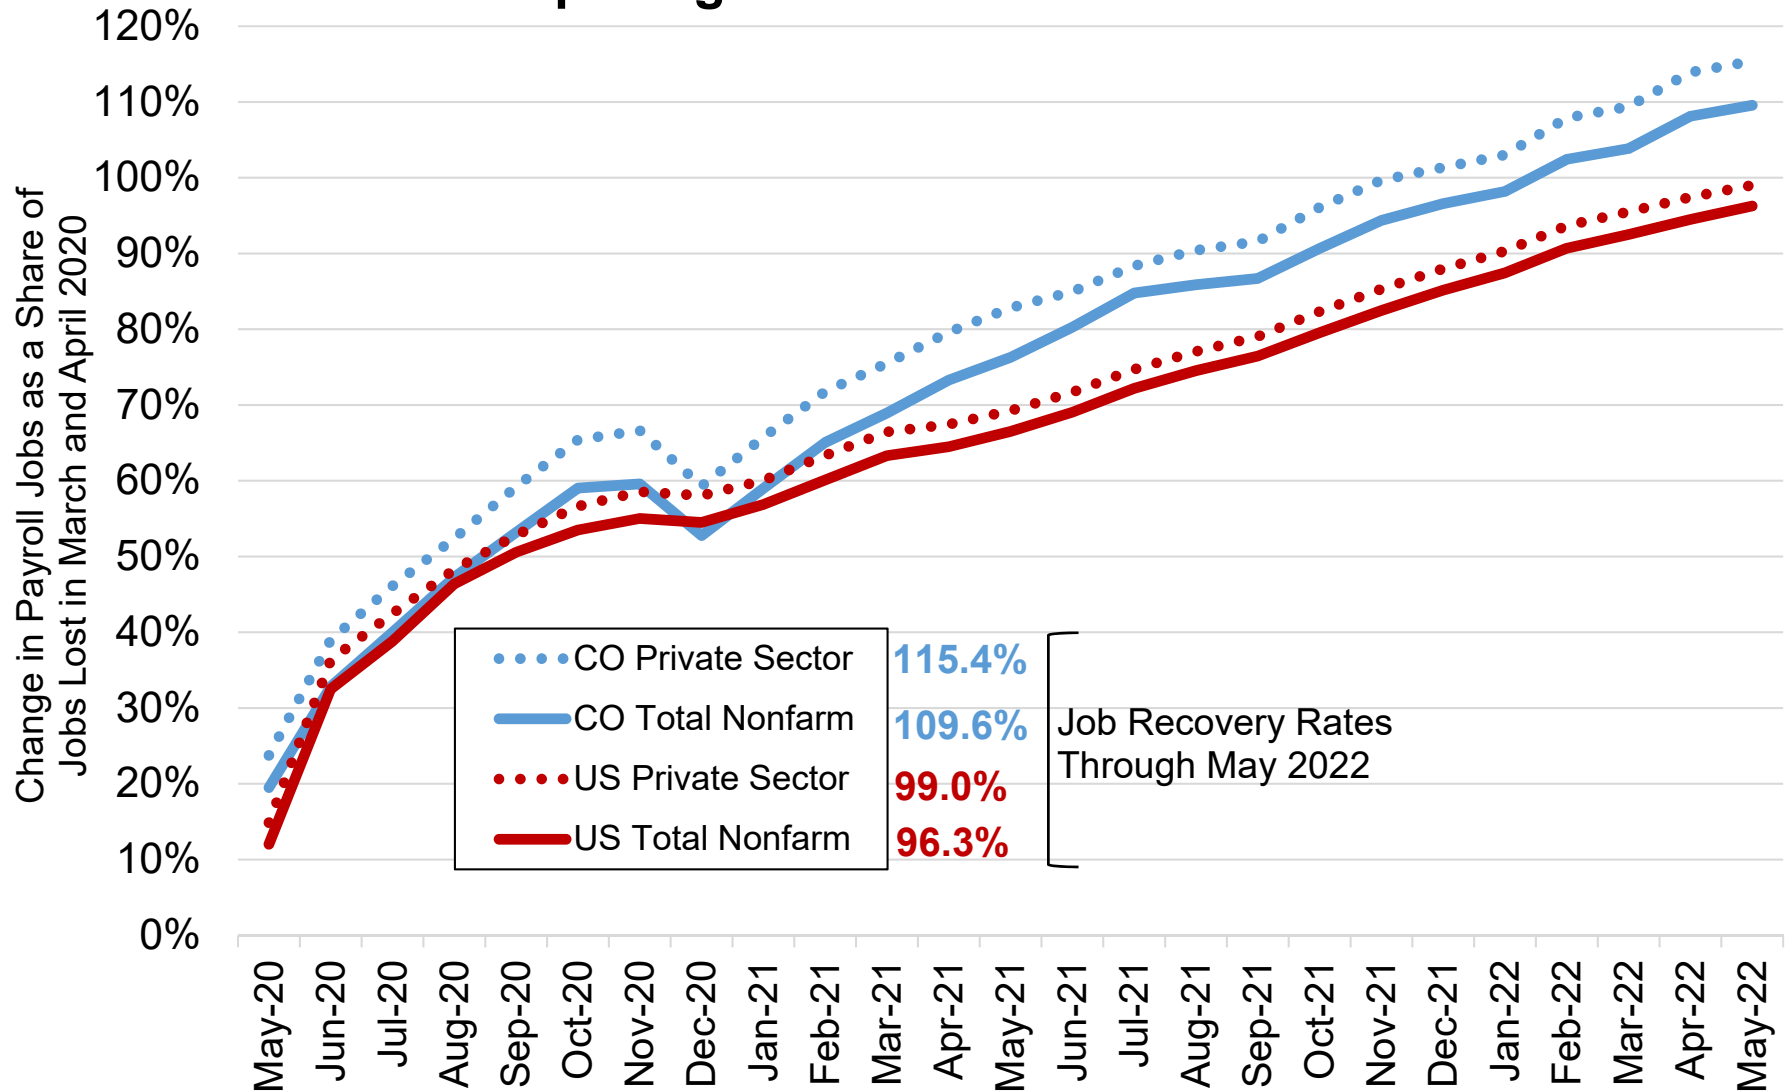 120%
110%
100%
90%
80%
70%
60%
50%
40%
30%
20%
10%
0%
Change in Payroll Jobs as a Share of
Jobs Lost in March and April 2020
CO Private Sector 115.4%
CO Total Nonfarm 109.6%
US Private Sector 99.0%
US Total Nonfarm 96.3%
Job Recovery Rates
Through May 2022
May-20
Jun-20
Jul-20
Aug-20
Sep-20
Oct-20
Nov-20
Dec-20
Jan-21
Feb-21
Mar-21
Apr-21
May-21
Jun-21
Jul-21
Aug-21
Sep-21
Oct-21
Nov-21
Dec-21
Jan-22
Feb-22
Mar-22
Apr-22
May-22